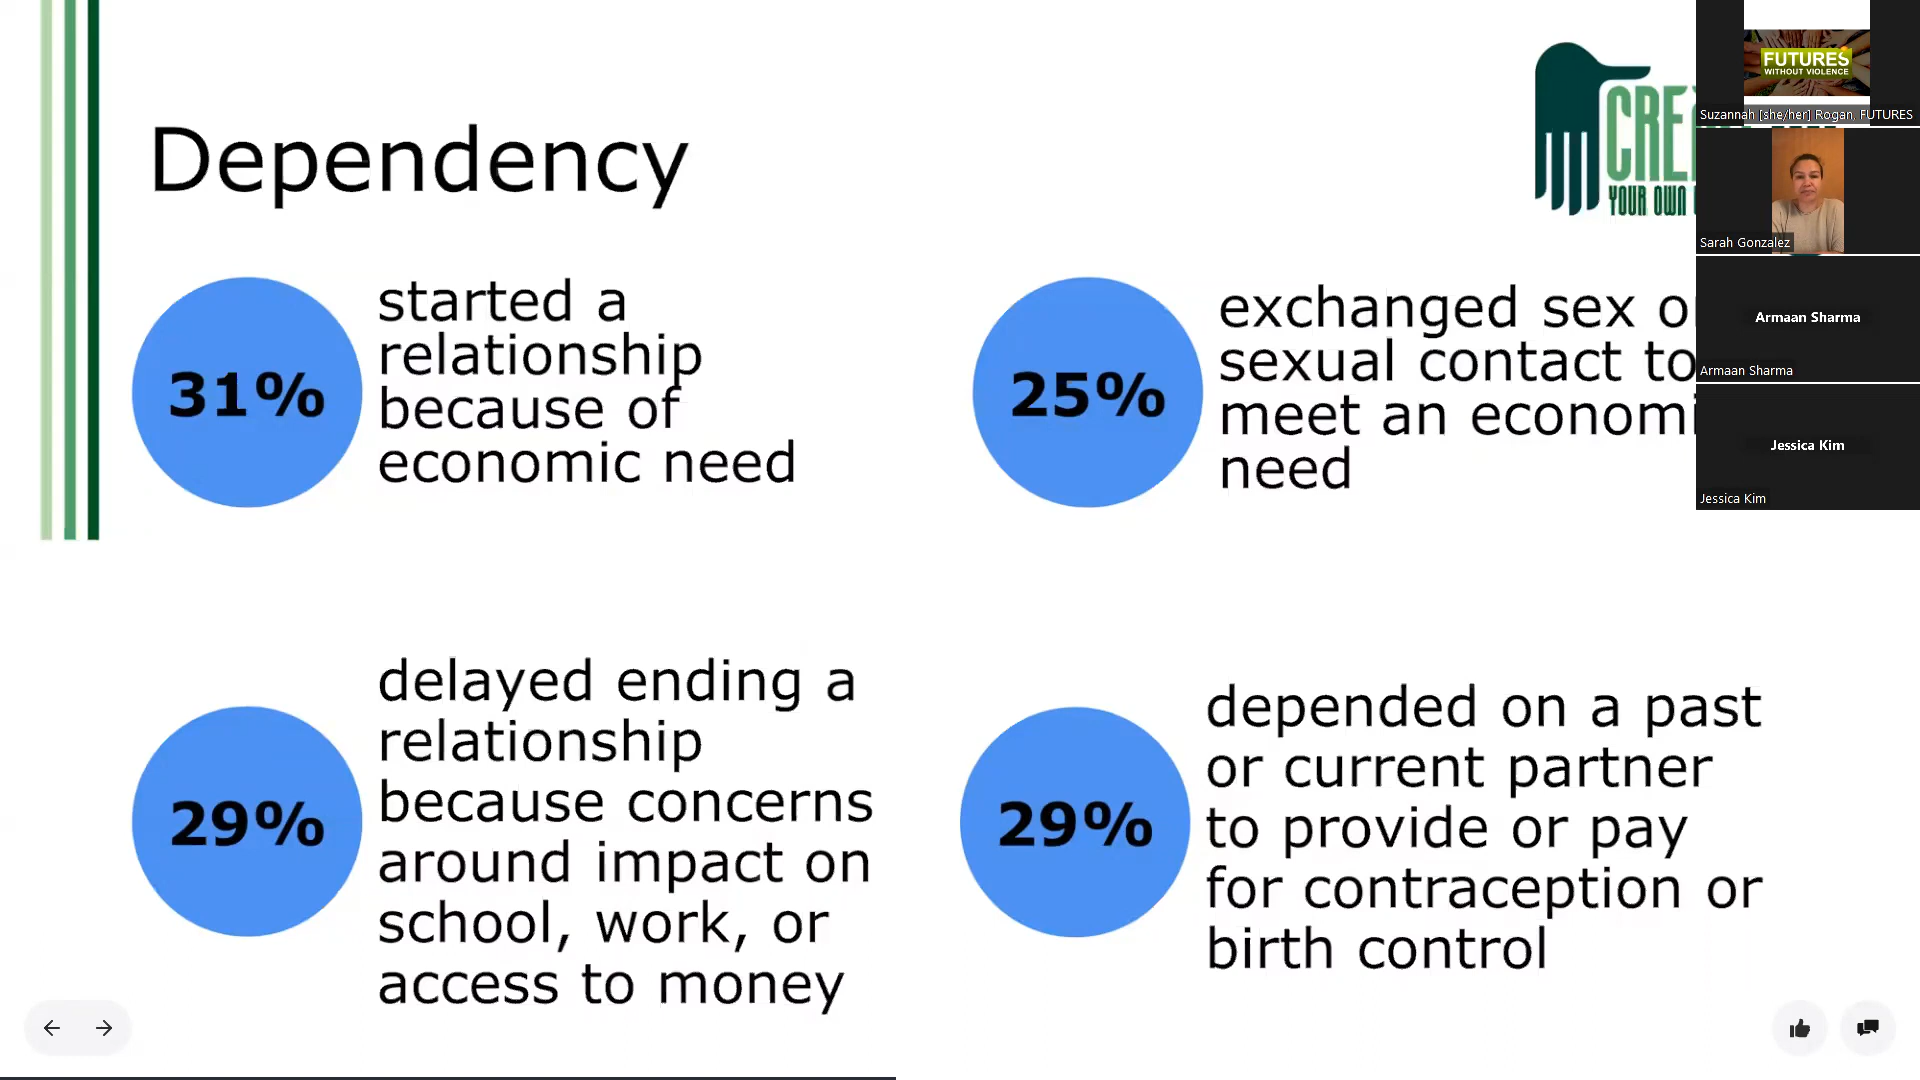 Dependency
CRE
YOUR OWN
31%
started a
relationship
because of
economic need
25%
exchanged sex o
sexual contact to
meet an economi
need
29%
delayed ending a
relationship
because concerns
around impact on
school, work, or
access to money
29%
depended on a past
or current partner
to provide or pay
for contraception or
birth control
FUTURES
WITHOUT VIOLENCE
Suzannah [she/her] Rogan, FUTURES
Sarah Gonzalez
Armaan Sharma
Armaan Sharma
Jessica Kim
Jessica Kim